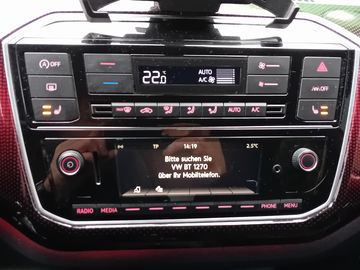 OFF
22.0
AUTO
A/C
OFF
AUTO
A/C
TP
14:19
2.5°C
Bitte suchen Sie
VW BT 1270
über Ihr Mobiltelefon.
RADIO MEDIA
PHONE MENU